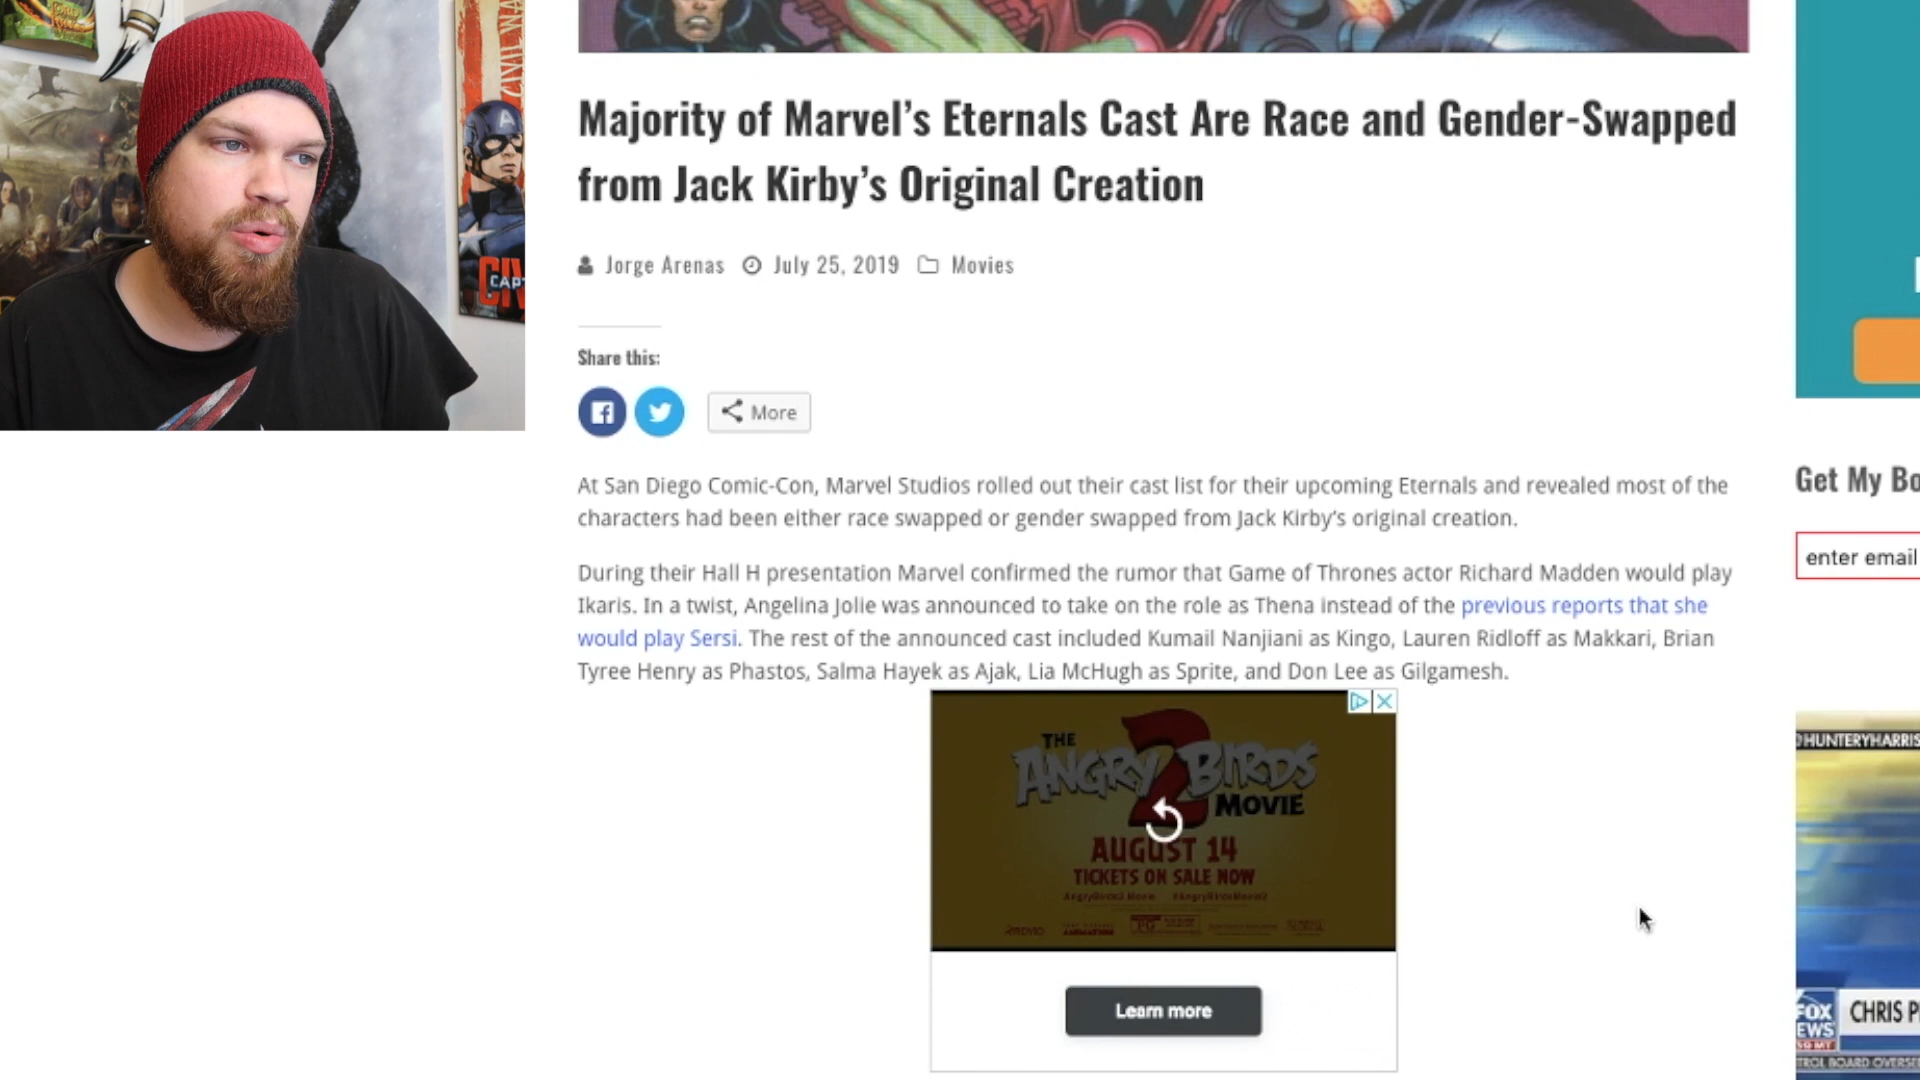 CIVIL WA
A
CIV
CAP
Majority of Marvel’s Eternals Cast Are Race and Gender-Swapped
from Jack Kirby’s Original Creation
Jorge Arenas July 25, 2019 Movies
Share this:
More
At San Diego Comic-Con, Marvel Studios rolled out their cast list for their upcoming Eternals and revealed most of the
characters had been either race swapped or gender swapped from Jack Kirby’s original creation.
During their Hall H presentation Marvel confirmed the rumor that Game of Thrones actor Richard Madden would play
Ikaris. In a twist, Angelina Jolie was announced to take on the role as Thena instead of the previous reports that she
would play Sersi. The rest of the announced cast included Kumail Nanjiani as Kingo, Lauren Ridloff as Makkari, Brian
Tyree Henry as Phastos, Salma Hayek as Ajak, Lia McHugh as Sprite, and Don Lee as Gilgamesh.
THE
ANGRY 2 BIRDS
MOVIE
AUGUST 14
TICKETS ON SALE NOW
AngryBirds2.Movie #AngryBirdsMovie2
PG
Learn more
Get My Bo
enter email
@HUNTERYHARRIS
FOX
EWS
CHRIS P
TROL BOARD OVERSE